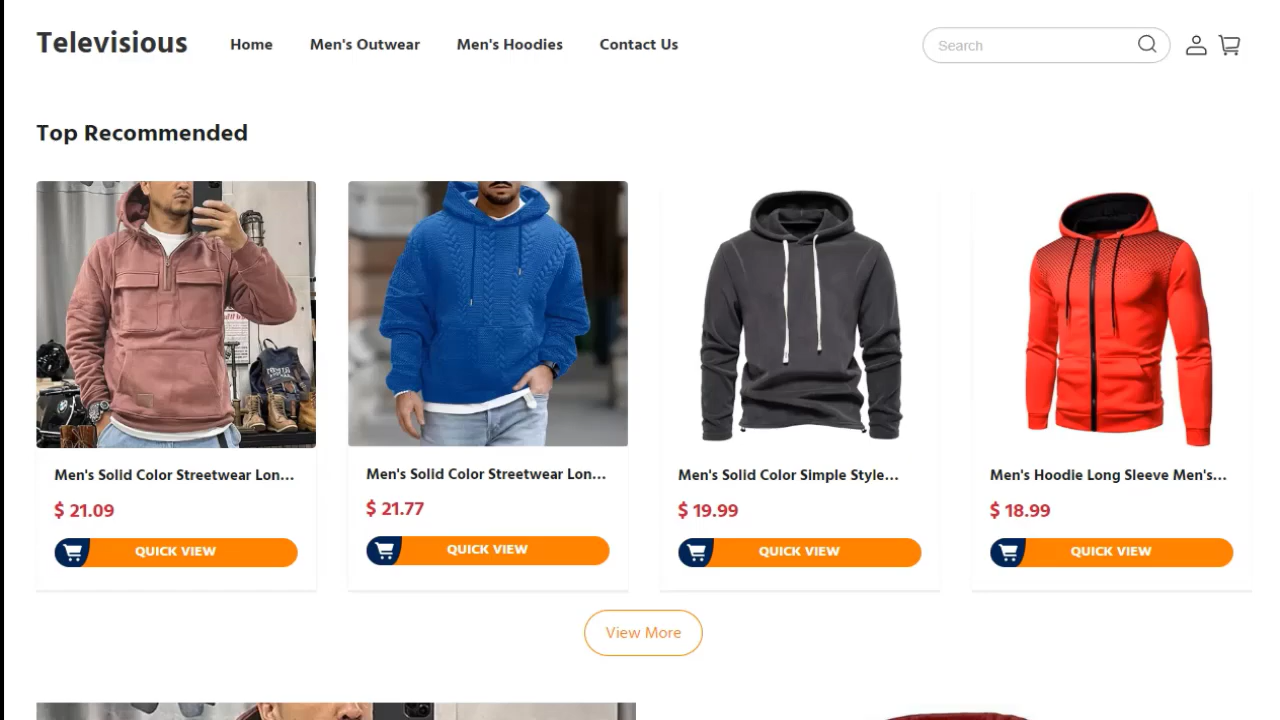 Televisious
Home
Men's Outwear
Men's Hoodies
Contact Us
Search
Top Recommended
Men's Solid Color Streetwear Lon...
$ 21.09
QUICK VIEW
Men's Solid Color Streetwear Lon...
$ 21.77
QUICK VIEW
Men's Solid Color Simple Style...
$ 19.99
QUICK VIEW
Men's Hoodie Long Sleeve Men's...
$ 18.99
QUICK VIEW
View More